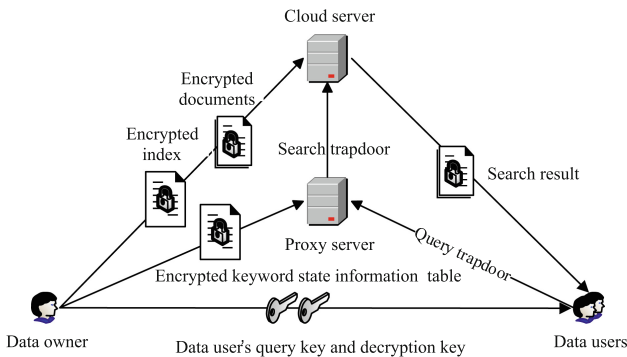 Cloud server
Encrypted
documents
Encrypted
index
Search trapdoor
Search result
Proxy server
Query trapdoor
Encrypted keyword state information table
Data owner
Data users
Data user's query key and decryption key